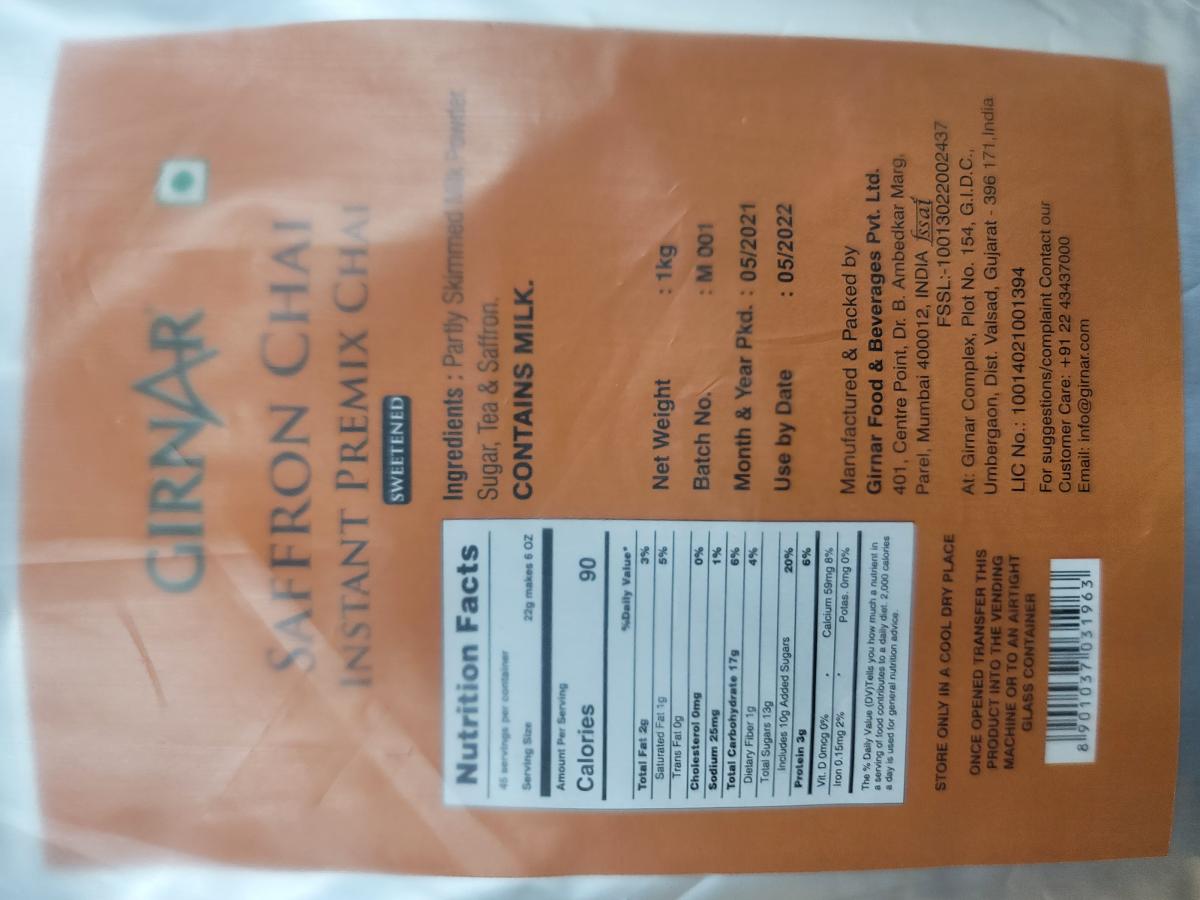 GIRNAR
SAFFRON CHAI
INSTANT PREMIX CHAI
SWEETENED
Nutrition Facts
45 servings per container
Serving Size 22g makes 6 OZ
Amount Per Serving
Calories 90
%Daily Value*
Total Fat 2g 3%
Saturated Fat 1g 5%
Trans Fat 0g
Cholesterol 0mg 0%
Sodium 25mg 1%
Total Carbohydrate 17g 6%
Dietary Fiber 1g 4%
Total Sugars 13g
Includes 10g Added Sugars 20%
Protein 3g 6%
Vit. D 0mcg 0% · Calcium 59mg 8%
Iron 0.15mg 2% · Potas. 0mg 0%
The % Daily Value (DV)Tells you how much a nutrient in
a serving of food contributes to a daily diet. 2,000 calories
a day is used for general nutrition advice.
STORE ONLY IN A COOL DRY PLACE
ONCE OPENED TRANSFER THIS
PRODUCT INTO THE VENDING
MACHINE OR TO AN AIRTIGHT
GLASS CONTAINER
8 901037 031963
Ingredients : Partly Skimmed Milk Powder,
Sugar, Tea & Saffron.
CONTAINS MILK.
Net Weight : 1kg
Batch No. : M 001
Month & Year Pkd. : 05/2021
Use by Date : 05/2022
Manufactured & Packed by
Girnar Food & Beverages Pvt. Ltd.
401, Centre Point, Dr. B. Ambedkar Marg,
Parel, Mumbai 400012, INDIA fssai
FSSL:-10013022002437
At: Girnar Complex, Plot No. 154, G.I.D.C.,
Umbergaon, Dist. Valsad, Gujarat - 396 171,India
LIC No.: 10014021001394
For suggestions/complaint Contact our
Customer Care: +91 22 43437000
Email: info@girnar.com